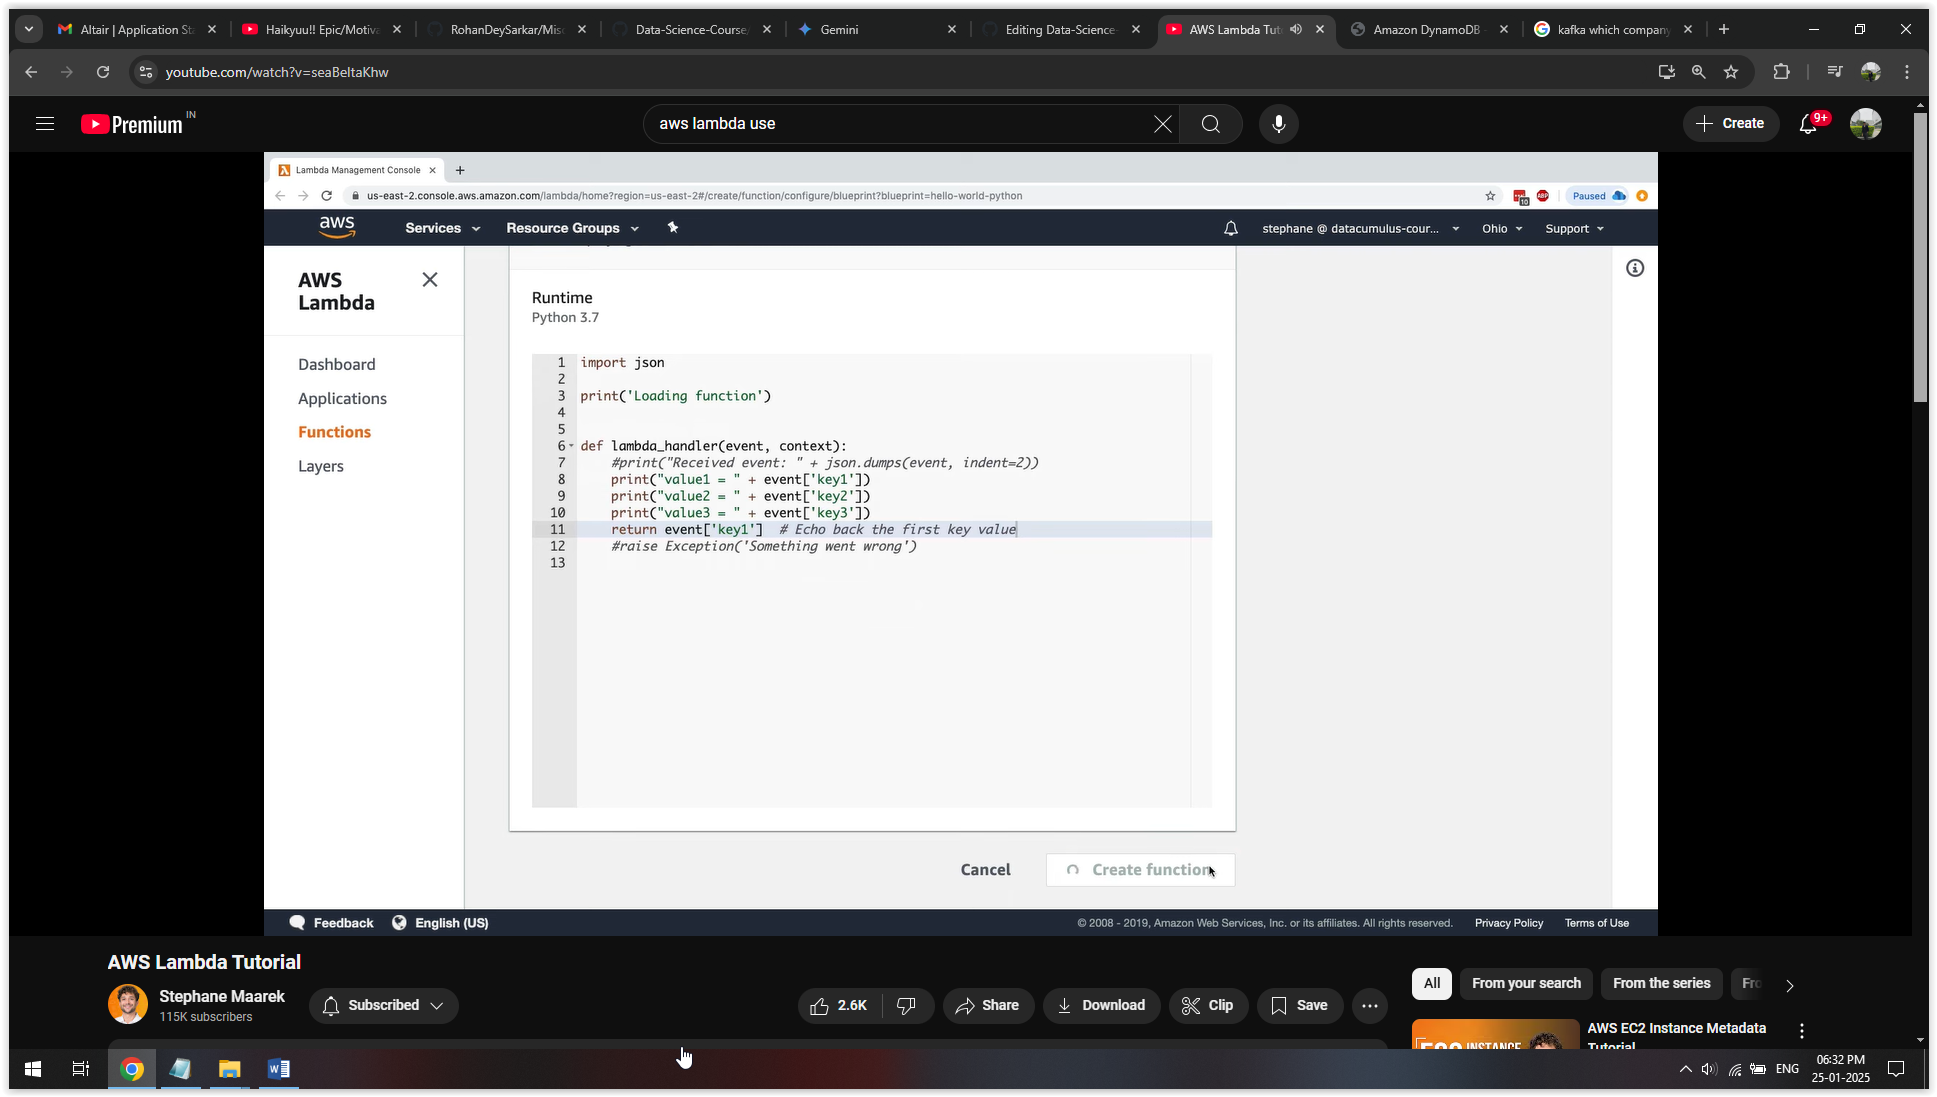 Altair | Application St
Haikyuu!! Epic/Motiva
RohanDeySarkar/Misc
Data-Science-Course/
Gemini
Editing Data-Science-
AWS Lambda Tut
Amazon DynamoDB -
kafka which company
youtube.com/watch?v=seaBeltaKhw
Premium IN
aws lambda use
Create
9+
Lambda Management Console
us-east-2.console.aws.amazon.com/lambda/home?region=us-east-2#/create/function/configure/blueprint?blueprint=hello-world-python
10
ABP
Paused
aws
Services
Resource Groups
stephane @ datacumulus-cour...
Ohio
Support
AWS
Lambda
Dashboard
Applications
Functions
Layers
Runtime
Python 3.7
1 import json
2
3 print('Loading function')
4
5
6 def lambda_handler(event, context):
7 #print("Received event: " + json.dumps(event, indent=2))
8 print("value1 = " + event['key1'])
9 print("value2 = " + event['key2'])
10 print("value3 = " + event['key3'])
11 return event['key1'] # Echo back the first key value
12 #raise Exception('Something went wrong')
13
Cancel
Create function
Feedback
English (US)
© 2008 - 2019, Amazon Web Services, Inc. or its affiliates. All rights reserved.
Privacy Policy
Terms of Use
AWS Lambda Tutorial
Stephane Maarek
115K subscribers
Subscribed
2.6K
Share
Download
Clip
Save
All
From your search
From the series
Fro
AWS EC2 Instance Metadata
Tutorial
INSTANCE
ENG
06:32 PM
25-01-2025